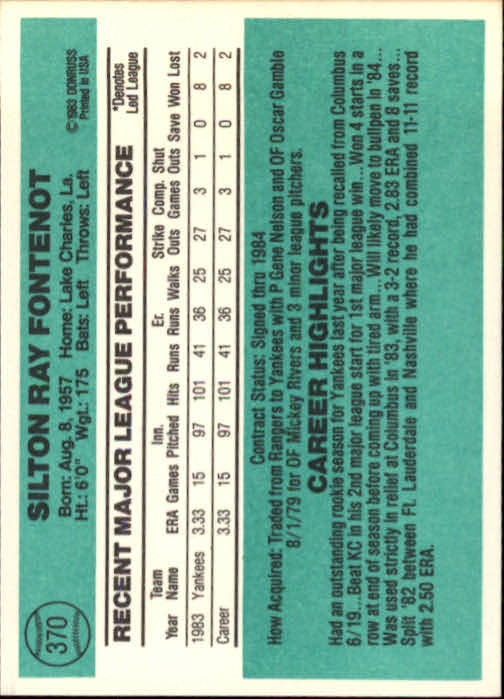 370
SILTON RAY FONTENOT
Born: Aug. 8, 1957 Home: Lake Charles, La.
Ht.: 6'0" Wgt.: 175 Bats: Left Throws: Left
©1983 DONRUSS
Printed in USA
RECENT MAJOR LEAGUE PERFORMANCE
*Denotes
Led League
Team Inn. Er. Strike Comp. Shut
Year Name ERA Games Pitched Hits Runs Runs Walks Outs Games Outs Save Won Lost
1983 Yankees 3.33 15 97 101 41 36 25 27 3 1 0 8 2
Career 3.33 15 97 101 41 36 25 27 3 1 0 8 2
Contract Status: Signed thru 1984
How Acquired: Traded from Rangers to Yankees with P Gene Nelson and OF Oscar Gamble
8/1/79 for OF Mickey Rivers and 3 minor league pitchers.
CAREER HIGHLIGHTS
Had an outstanding rookie season for Yankees last year after being recalled from Columbus
6/19... Beat KC in his 2nd major league start for 1st major league win... Won 4 starts in a
row at end of season before coming up with tired arm... Will likely move to bullpen in '84...
Was used strictly in relief at Columbus in '83, with a 3-2 record, 2.83 ERA and 8 saves...
Split '82 between Ft. Lauderdale and Nashville where he had combined 11-11 record
with 2.50 ERA.